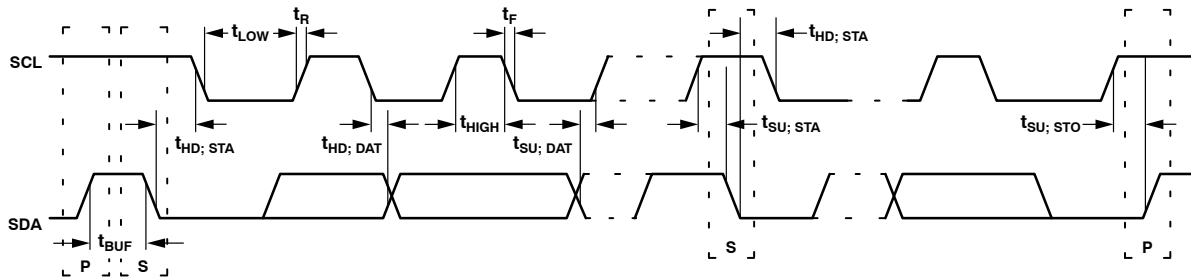 tR
tF
tLOW
tHD; STA
SCL
tHD; STA
tHD; DAT
tHIGH
tSU; DAT
tSU; STA
tSU; STO
SDA
tBUF
P
S
S
P